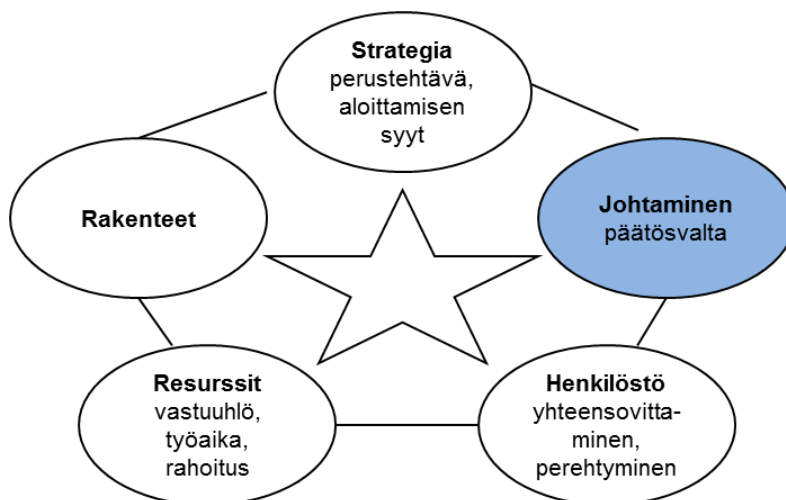 Strategia
perustehtävä,
aloittamisen
syyt
Rakenteet
Johtaminen
päätösvalta
Resurssit
vastuuhlö,
työaika,
rahoitus
Henkilöstö
yhteensovitta-
minen,
perehtyminen